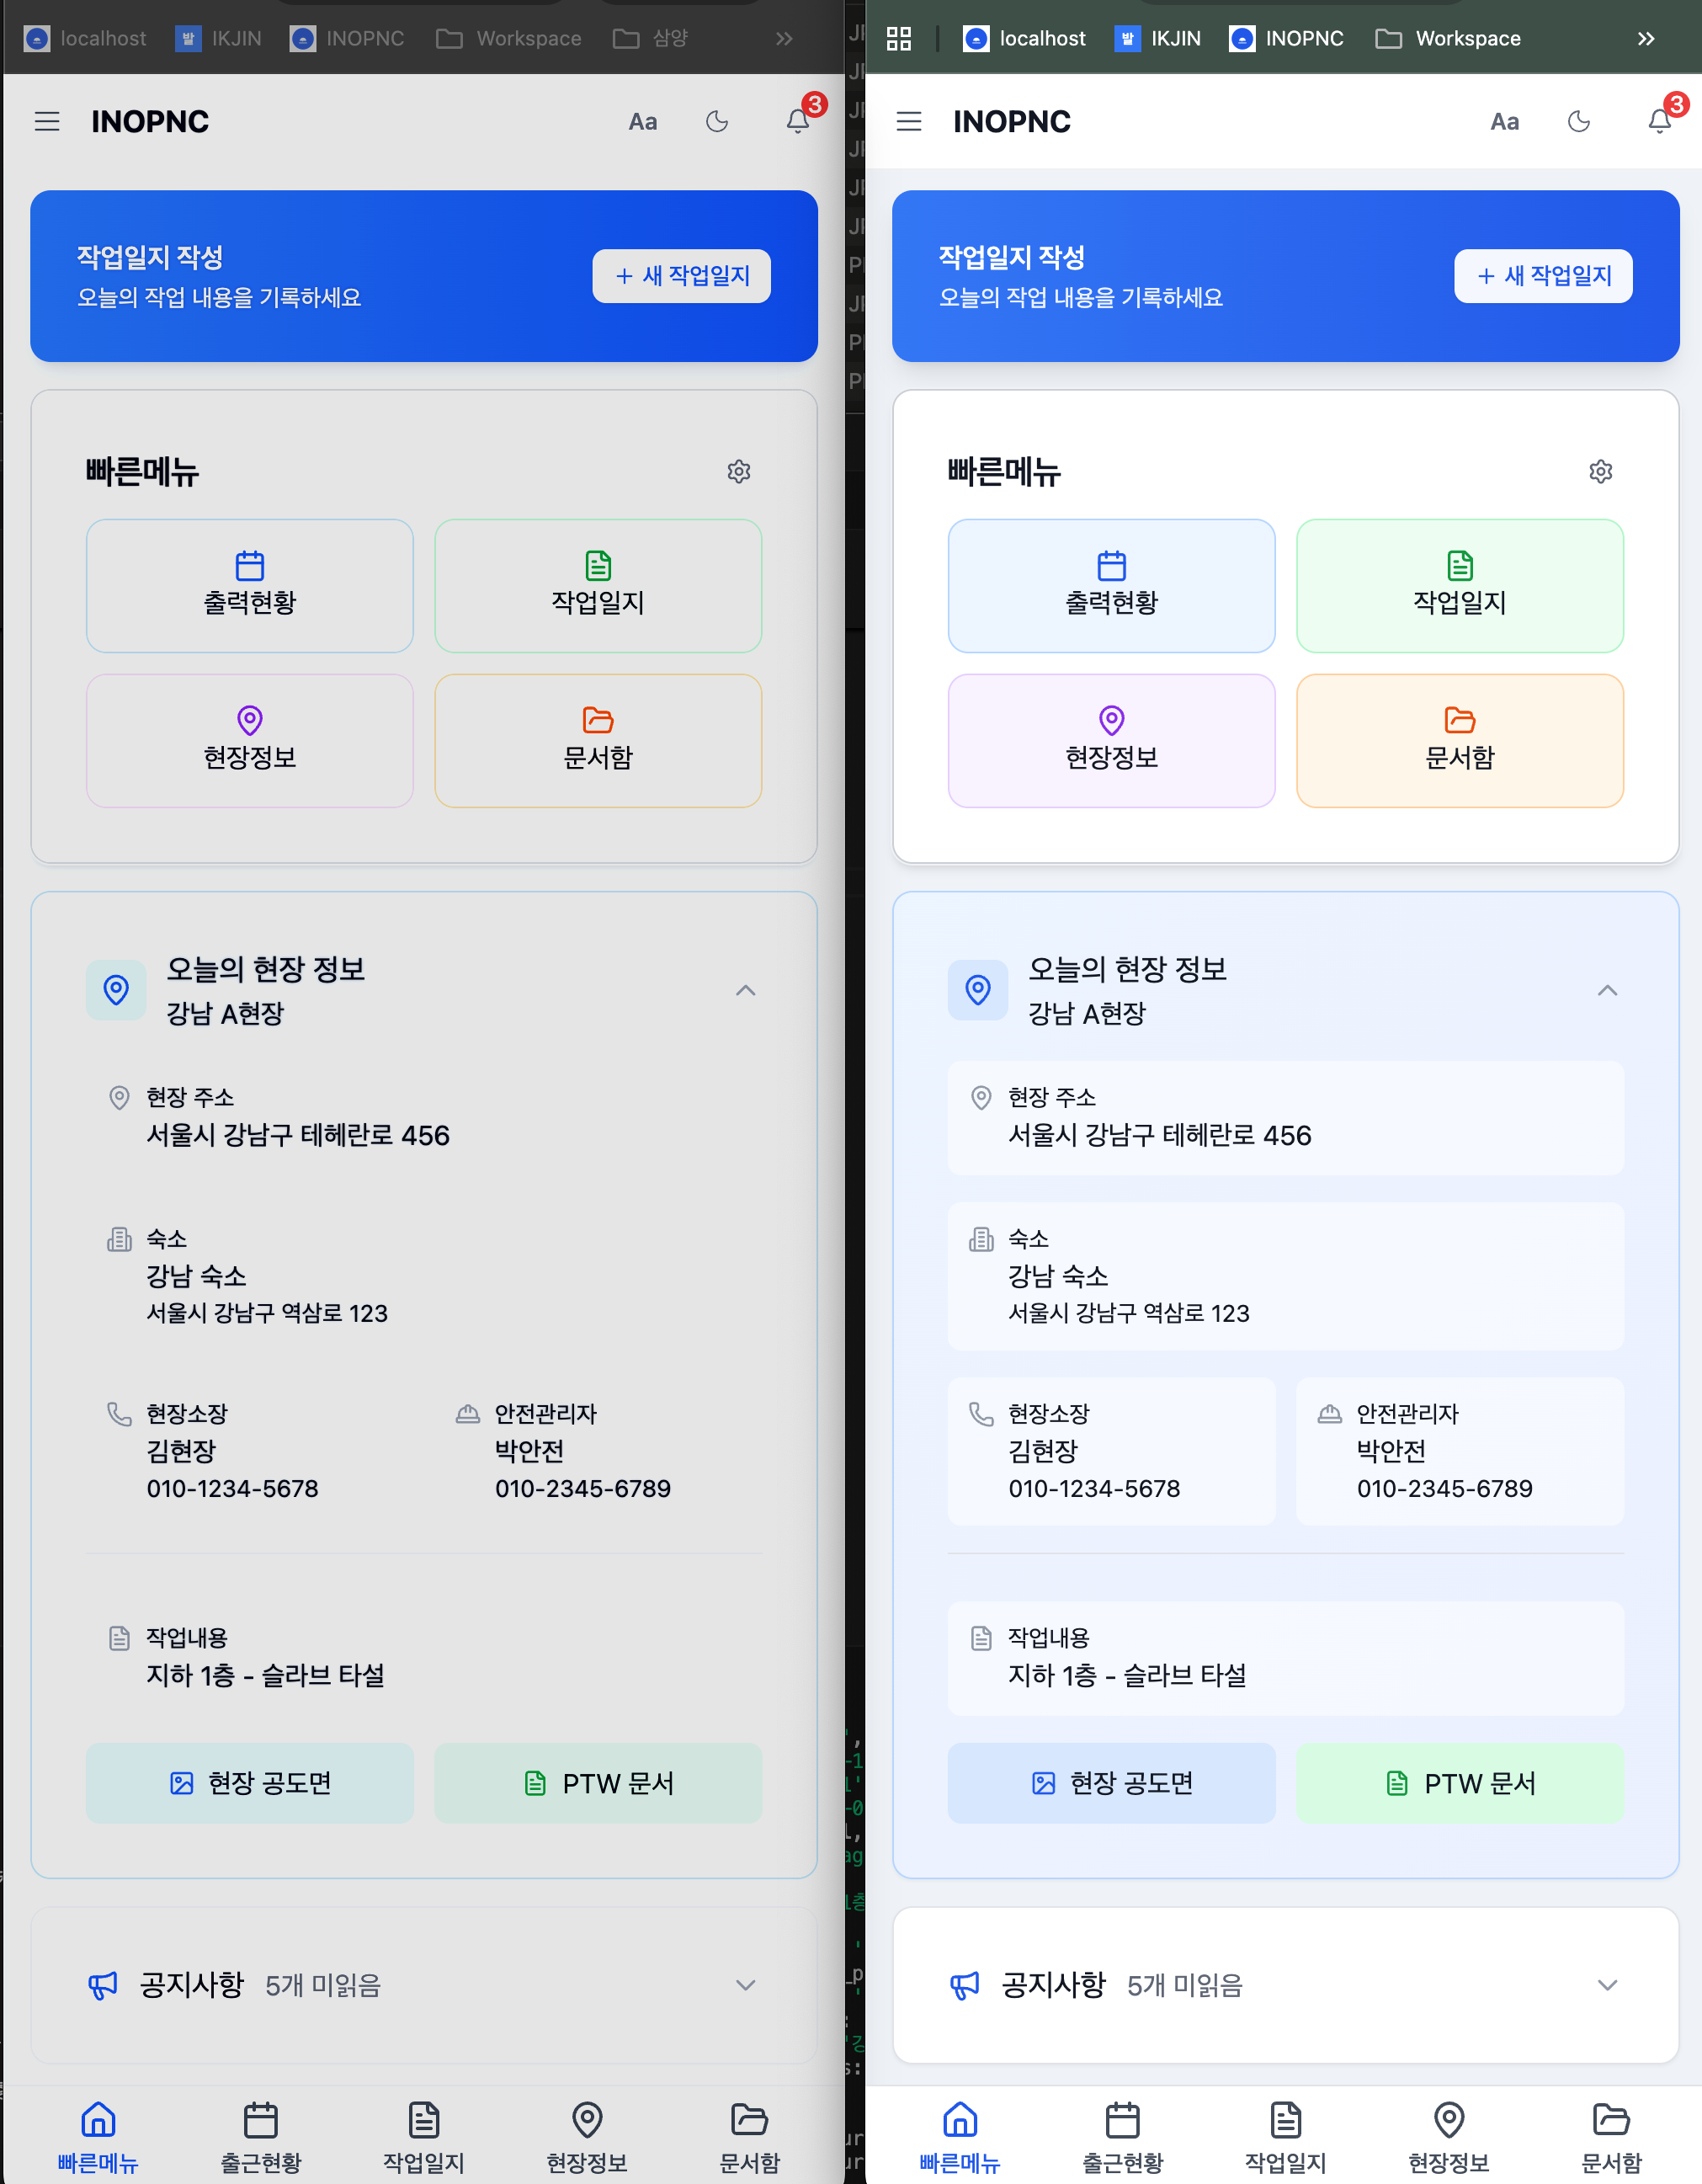 localhost
IKJIN
INOPNC
Workspace
삼양
INOPNC
Aa
3
작업일지 작성
오늘의 작업 내용을 기록하세요
+ 새 작업일지
빠른메뉴
출력현황
작업일지
현장정보
문서함
오늘의 현장 정보
강남 A현장
현장 주소
서울시 강남구 테헤란로 456
숙소
강남 숙소
서울시 강남구 역삼로 123
현장소장
김현장
010-1234-5678
안전관리자
박안전
010-2345-6789
작업내용
지하 1층 - 슬라브 타설
현장 공도면
PTW 문서
공지사항 5개 미읽음
빠른메뉴
출근현황
작업일지
현장정보
문서함
localhost
IKJIN
INOPNC
Workspace
INOPNC
Aa
3
작업일지 작성
오늘의 작업 내용을 기록하세요
+ 새 작업일지
빠른메뉴
출력현황
작업일지
현장정보
문서함
오늘의 현장 정보
강남 A현장
현장 주소
서울시 강남구 테헤란로 456
숙소
강남 숙소
서울시 강남구 역삼로 123
현장소장
김현장
010-1234-5678
안전관리자
박안전
010-2345-6789
작업내용
지하 1층 - 슬라브 타설
현장 공도면
PTW 문서
공지사항 5개 미읽음
빠른메뉴
출근현황
작업일지
현장정보
문서함